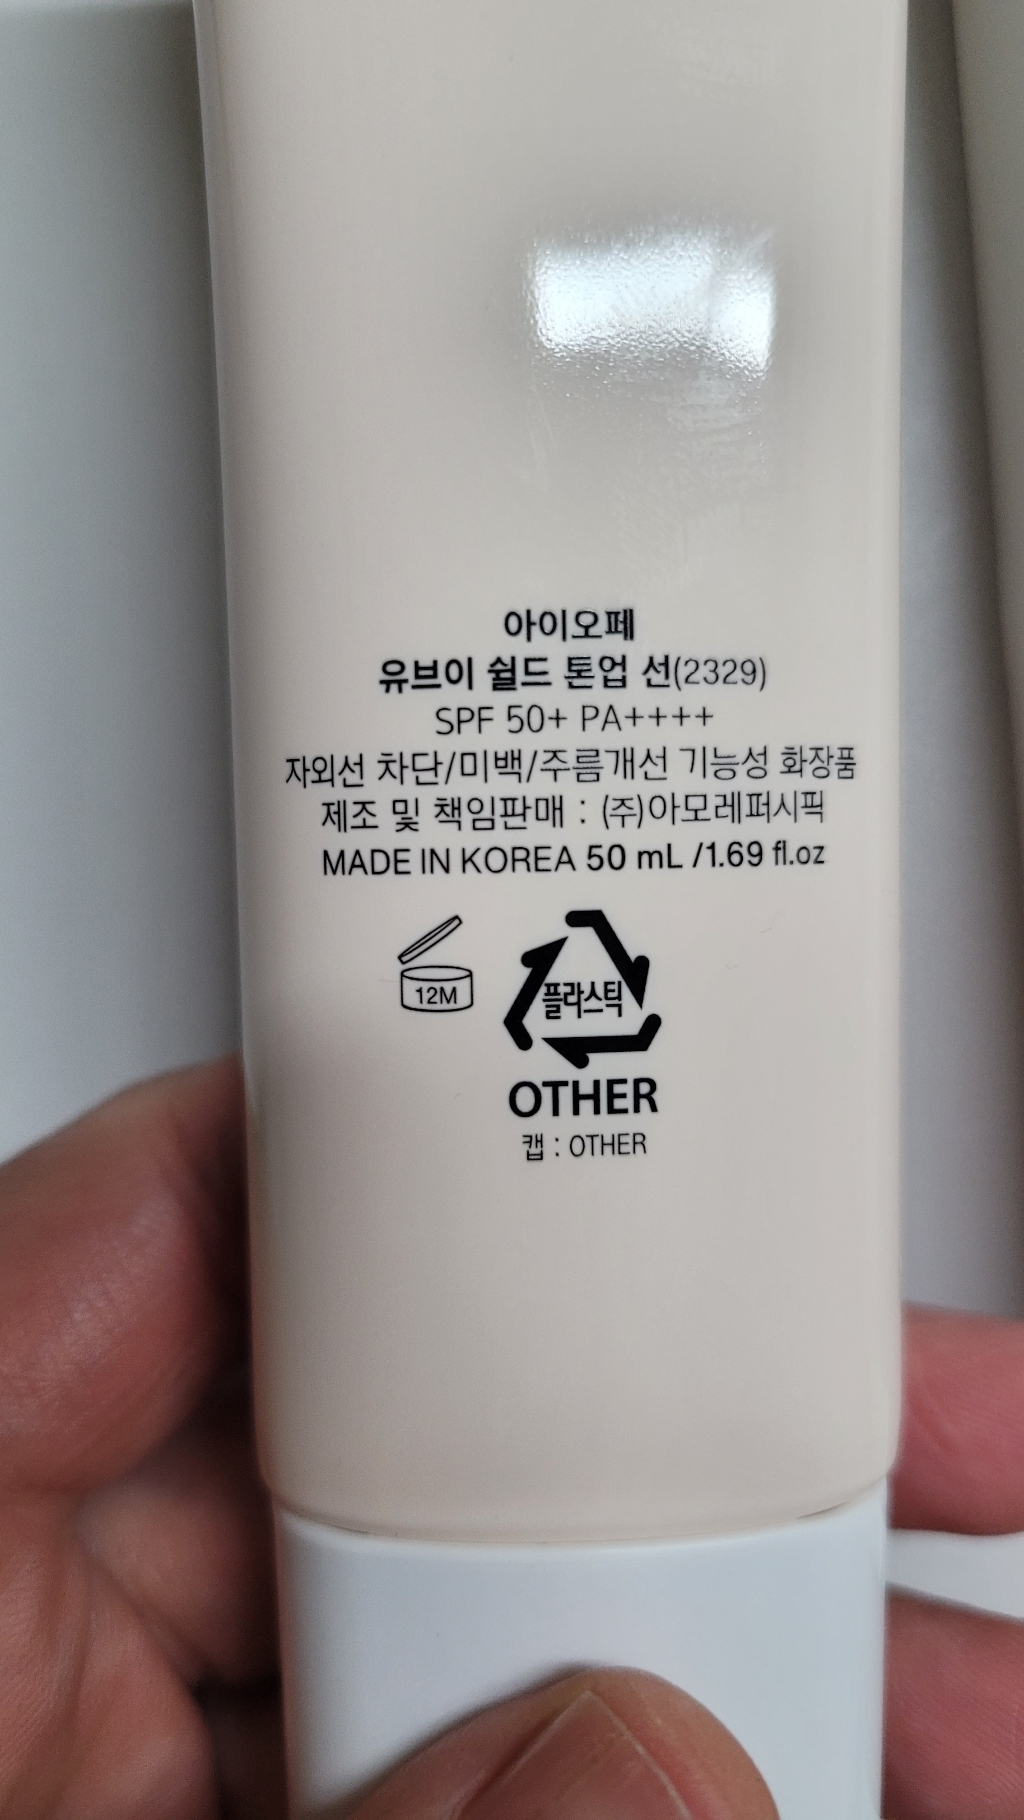 아이오페
유브이 쉴드 톤업 선(2329)
SPF 50+ PA++++
자외선 차단/미백/주름개선 기능성 화장품
제조 및 책임판매 : (주)아모레퍼시픽
MADE IN KOREA 50 mL /1.69 fl.oz
12M
플라스틱
OTHER
캡 : OTHER